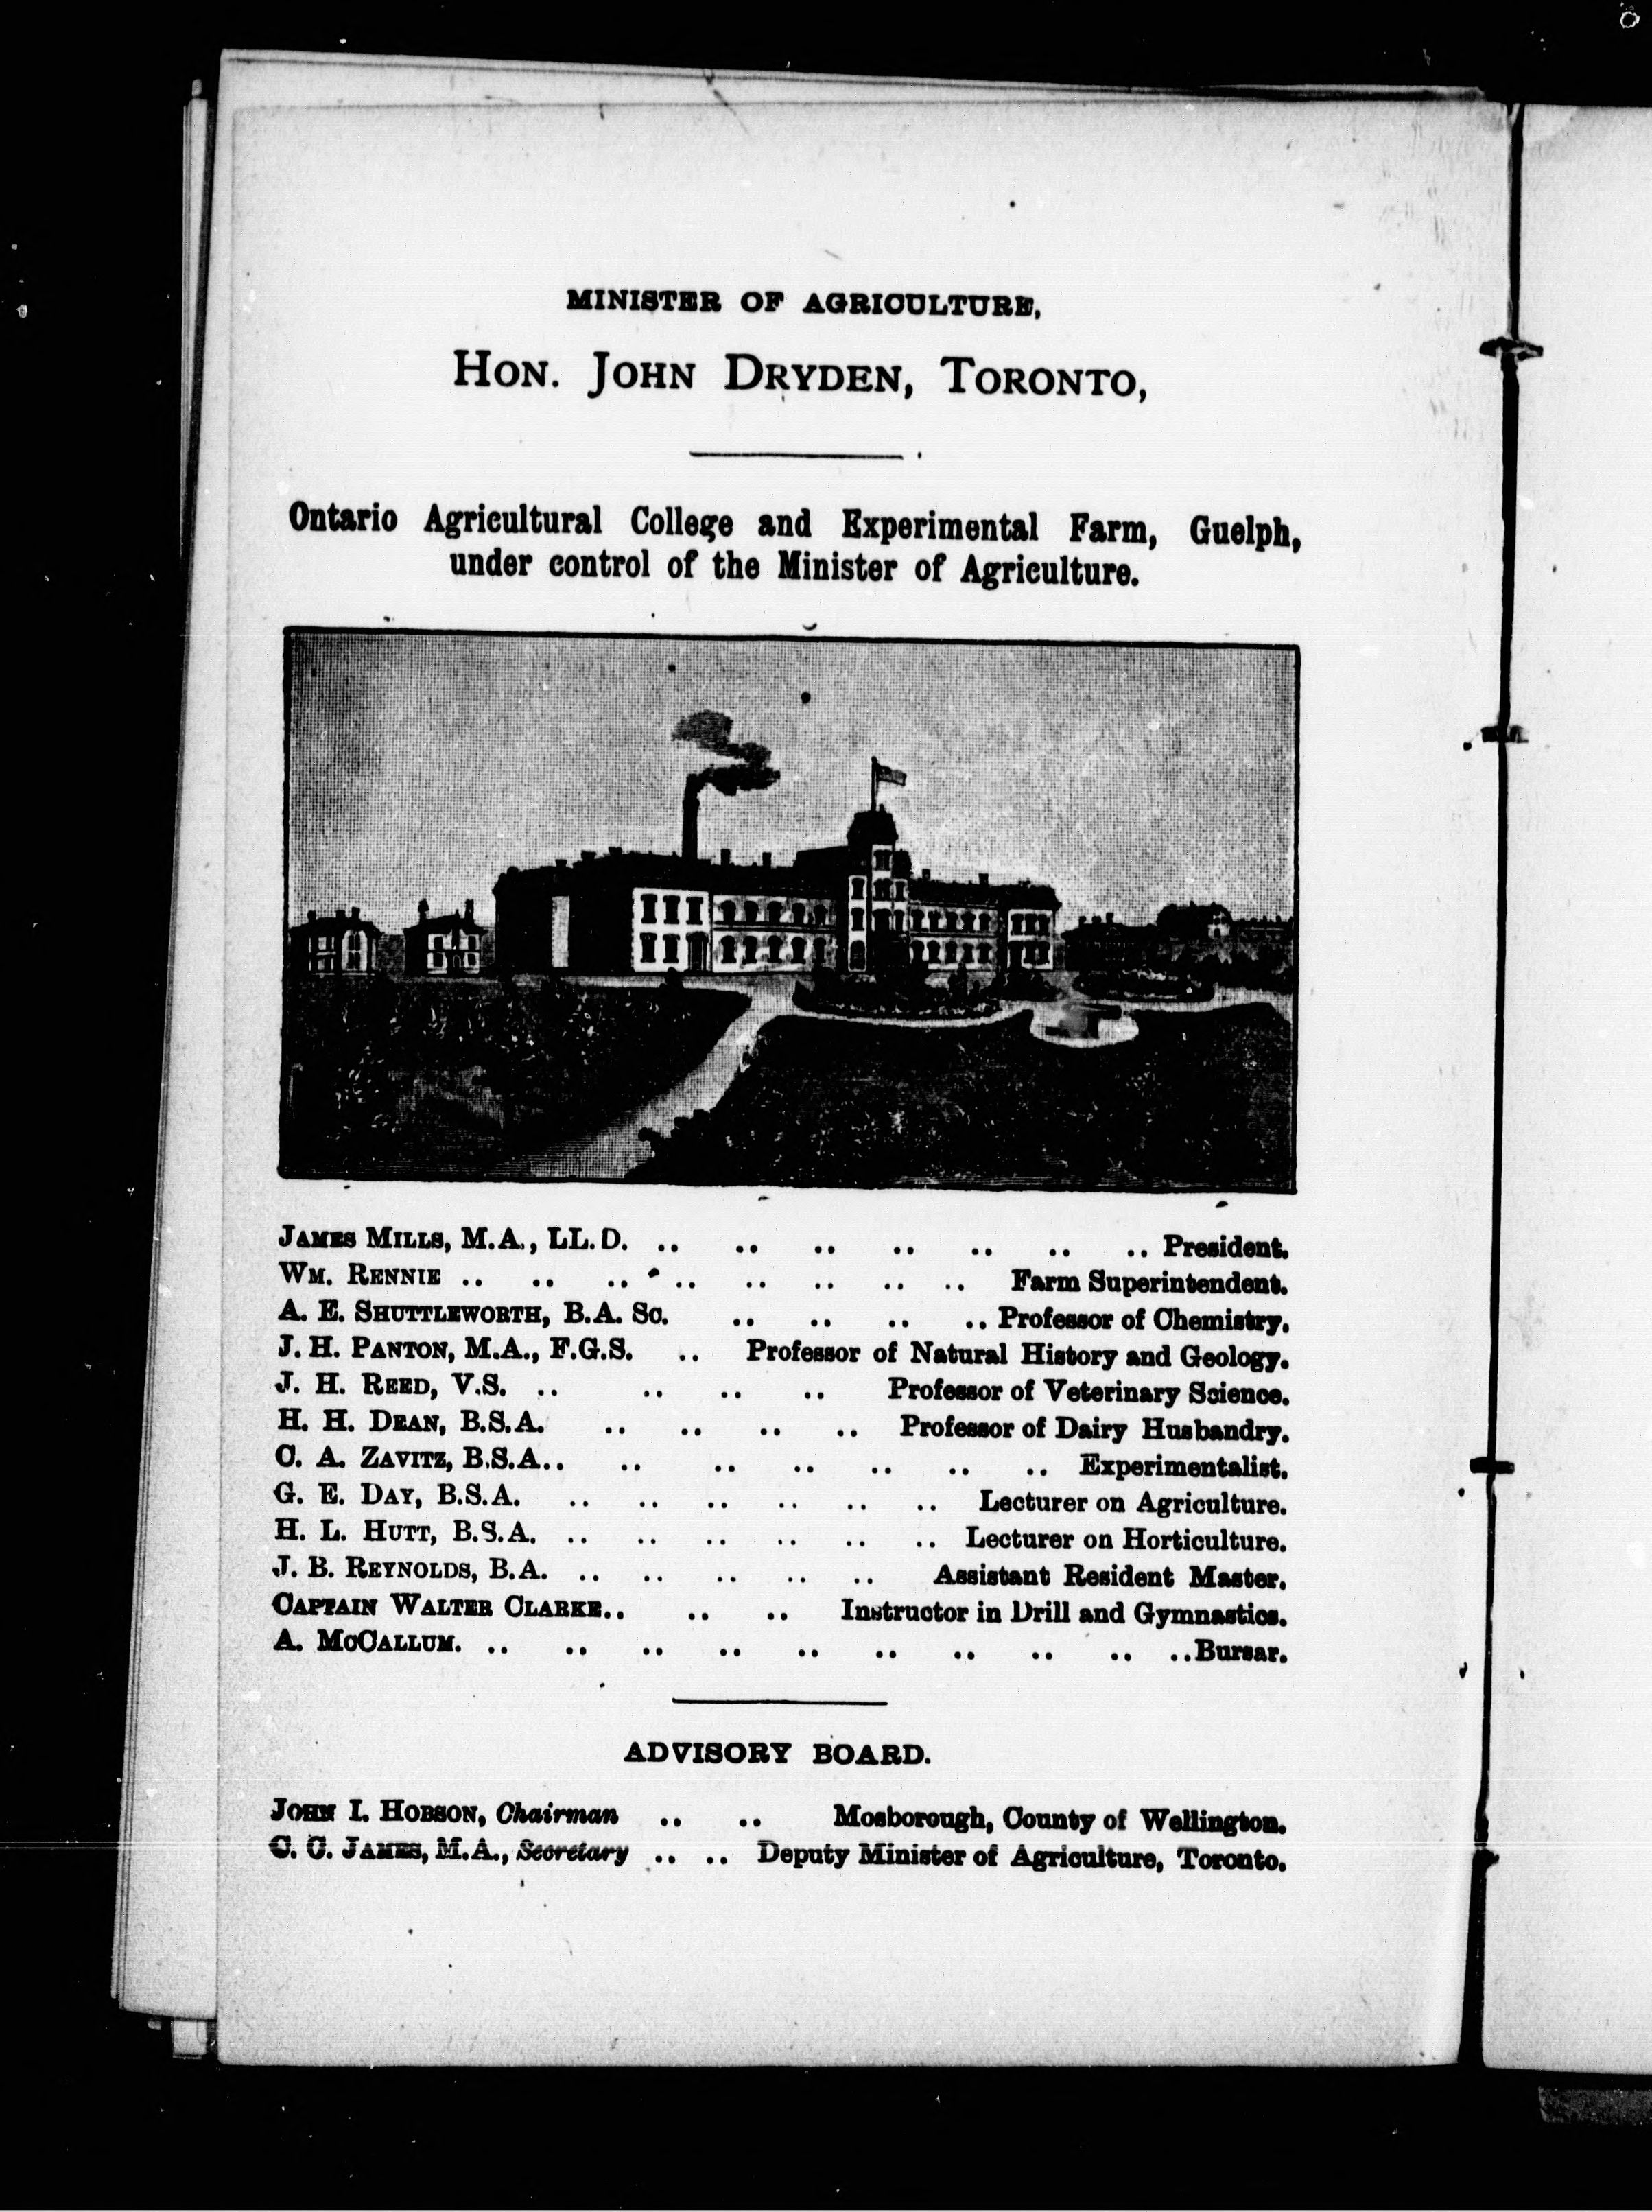 MINISTER OF AGRICULTURE,
HON. JOHN DRYDEN, TORONTO,
Ontario Agricultural College and Experimental Farm, Guelph,
under control of the Minister of Agriculture.
JAMES MILLS, M.A., LL.D. .. .. .. .. .. .. .. President.
WM. RENNIE .. .. .. .. .. .. .. .. Farm Superintendent.
A. E. SHUTTLEWORTH, B.A. Sc. .. .. .. .. Professor of Chemistry.
J. H. PANTON, M.A., F.G.S. .. Professor of Natural History and Geology.
J. H. REED, V.S. .. .. .. .. Professor of Veterinary Science.
H. H. DEAN, B.S.A. .. .. .. .. Professor of Dairy Husbandry.
C. A. ZAVITZ, B.S.A. .. .. .. .. .. .. .. Experimentalist.
G. E. DAY, B.S.A. .. .. .. .. .. .. Lecturer on Agriculture.
H. L. HUTT, B.S.A. .. .. .. .. .. .. Lecturer on Horticulture.
J. B. REYNOLDS, B.A. .. .. .. .. .. Assistant Resident Master.
CAPTAIN WALTER CLARKE.. .. .. Instructor in Drill and Gymnastics.
A. MCCALLUM. .. .. .. .. .. .. .. .. .. ..Bursar.
ADVISORY BOARD.
JOHN I. HOBSON, Chairman .. .. Mosborough, County of Wellington.
C. C. JAMES, M.A., Secretary .. .. Deputy Minister of Agriculture, Toronto.